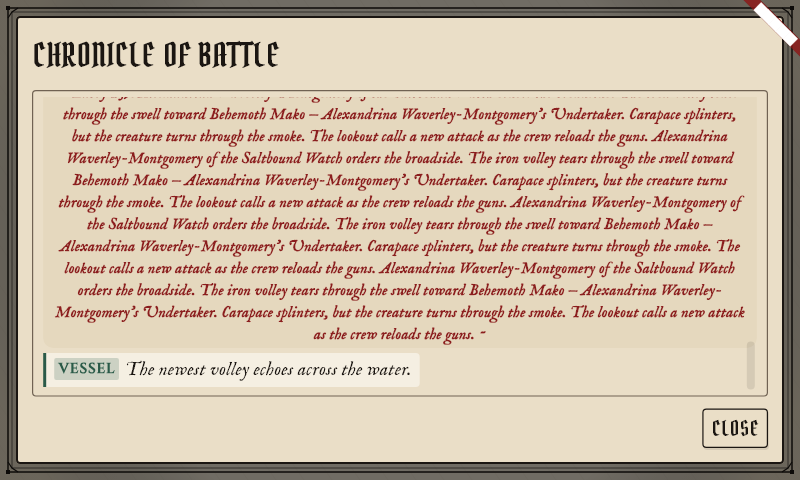 CHRONICLE OF BATTLE
through the swell toward Behemoth Mako — Alexandrina Waverley-Montgomery's Undertaker. Carapace splinters,
but the creature turns through the smoke. The lookout calls a new attack as the crew reloads the guns. Alexandrina
Waverley-Montgomery of the Saltbound Watch orders the broadside. The iron volley tears through the swell toward
Behemoth Mako — Alexandrina Waverley-Montgomery's Undertaker. Carapace splinters, but the creature turns
through the smoke. The lookout calls a new attack as the crew reloads the guns. Alexandrina Waverley-Montgomery of
the Saltbound Watch orders the broadside. The iron volley tears through the swell toward Behemoth Mako —
Alexandrina Waverley-Montgomery's Undertaker. Carapace splinters, but the creature turns through the smoke. The
lookout calls a new attack as the crew reloads the guns. Alexandrina Waverley-Montgomery of the Saltbound Watch
orders the broadside. The iron volley tears through the swell toward Behemoth Mako — Alexandrina Waverley-
Montgomery's Undertaker. Carapace splinters, but the creature turns through the smoke. The lookout calls a new attack
as the crew reloads the guns. ~
VESSEL The newest volley echoes across the water.
CLOSE